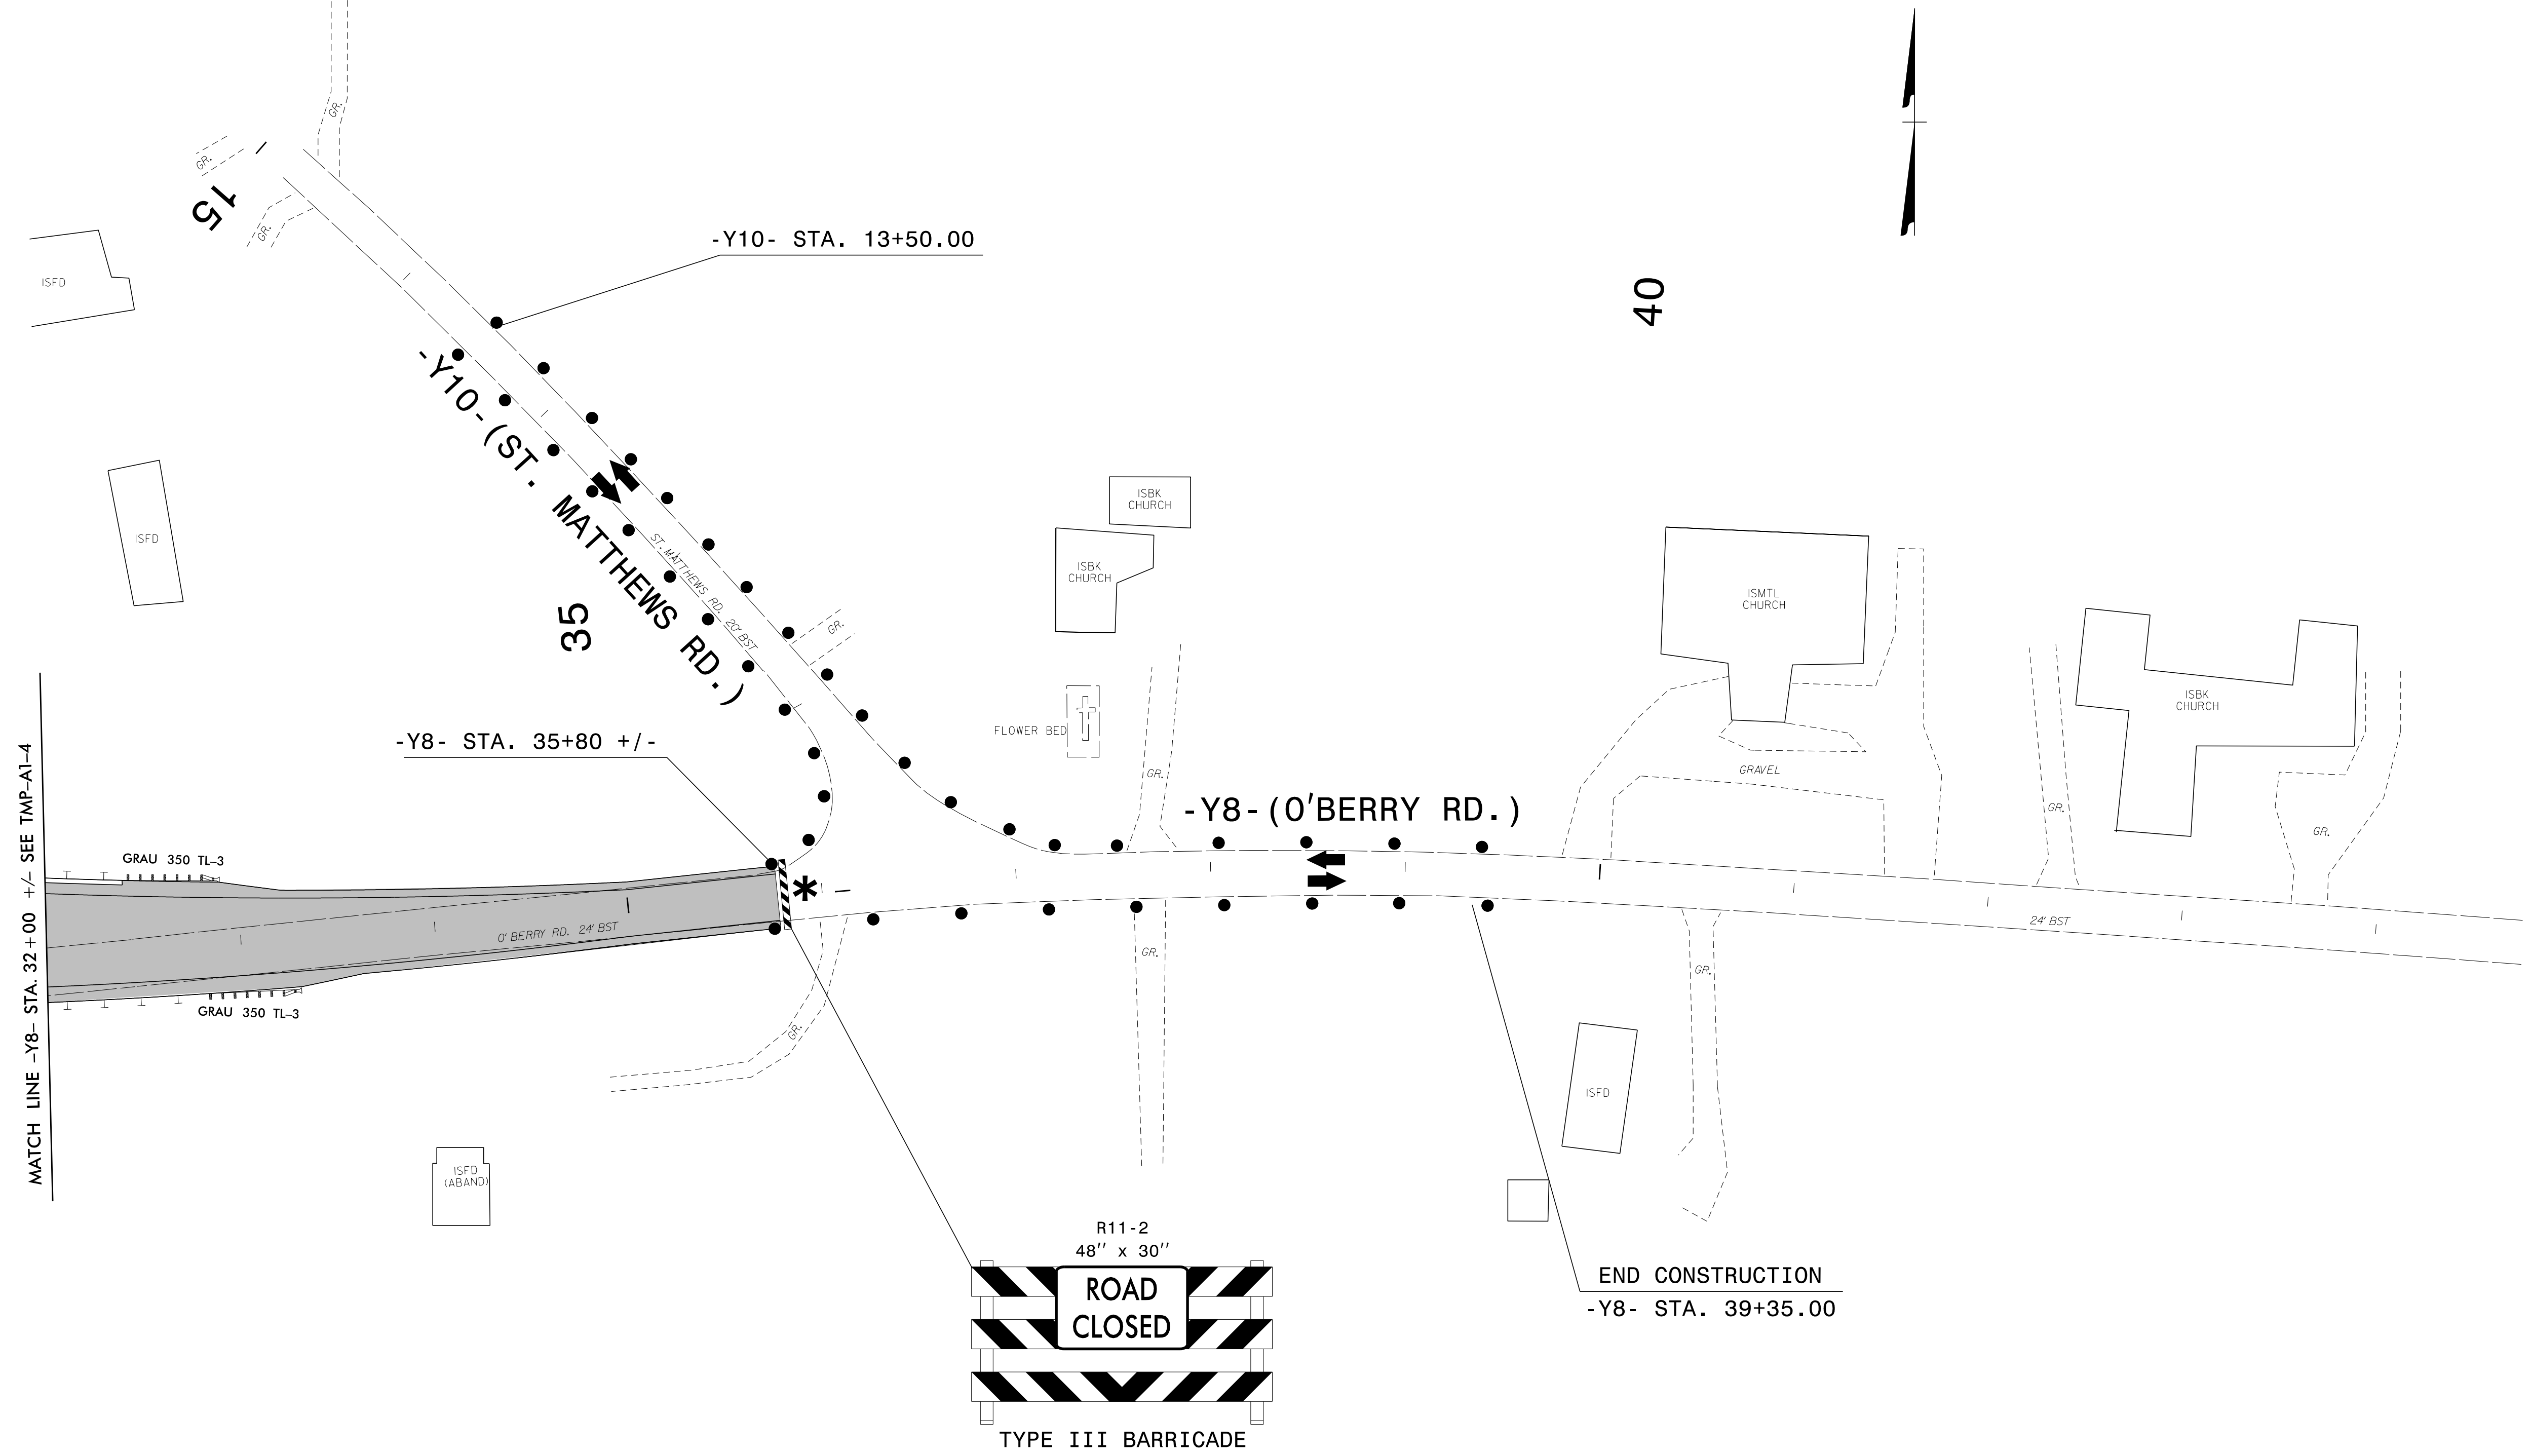 GR.
GR.
15
GR.
-Y10- STA. 13+50.00
ISFD
40
-Y10-(ST. MATTHEWS RD.)
ST. MATTHEWS RD. 20' BST
ISFD
35
GR.
ISBK
CHURCH
ISBK
CHURCH
FLOWER BED
GR.
ISMTL
CHURCH
GRAVEL
GR.
ISBK
CHURCH
GR.
-Y8- STA. 35+80 +/-
-Y8-(O'BERRY RD.)
MATCH LINE -Y8- STA. 32+00 +/- SEE TMP-A1-4
GRAU 350 TL-3
*
O' BERRY RD. 24' BST
24' BST
GRAU 350 TL-3
GR.
GR.
GR.
ISFD
ISFD
(ABAND)
R11-2
48" x 30"
ROAD
CLOSED
TYPE III BARRICADE
END CONSTRUCTION
-Y8- STA. 39+35.00